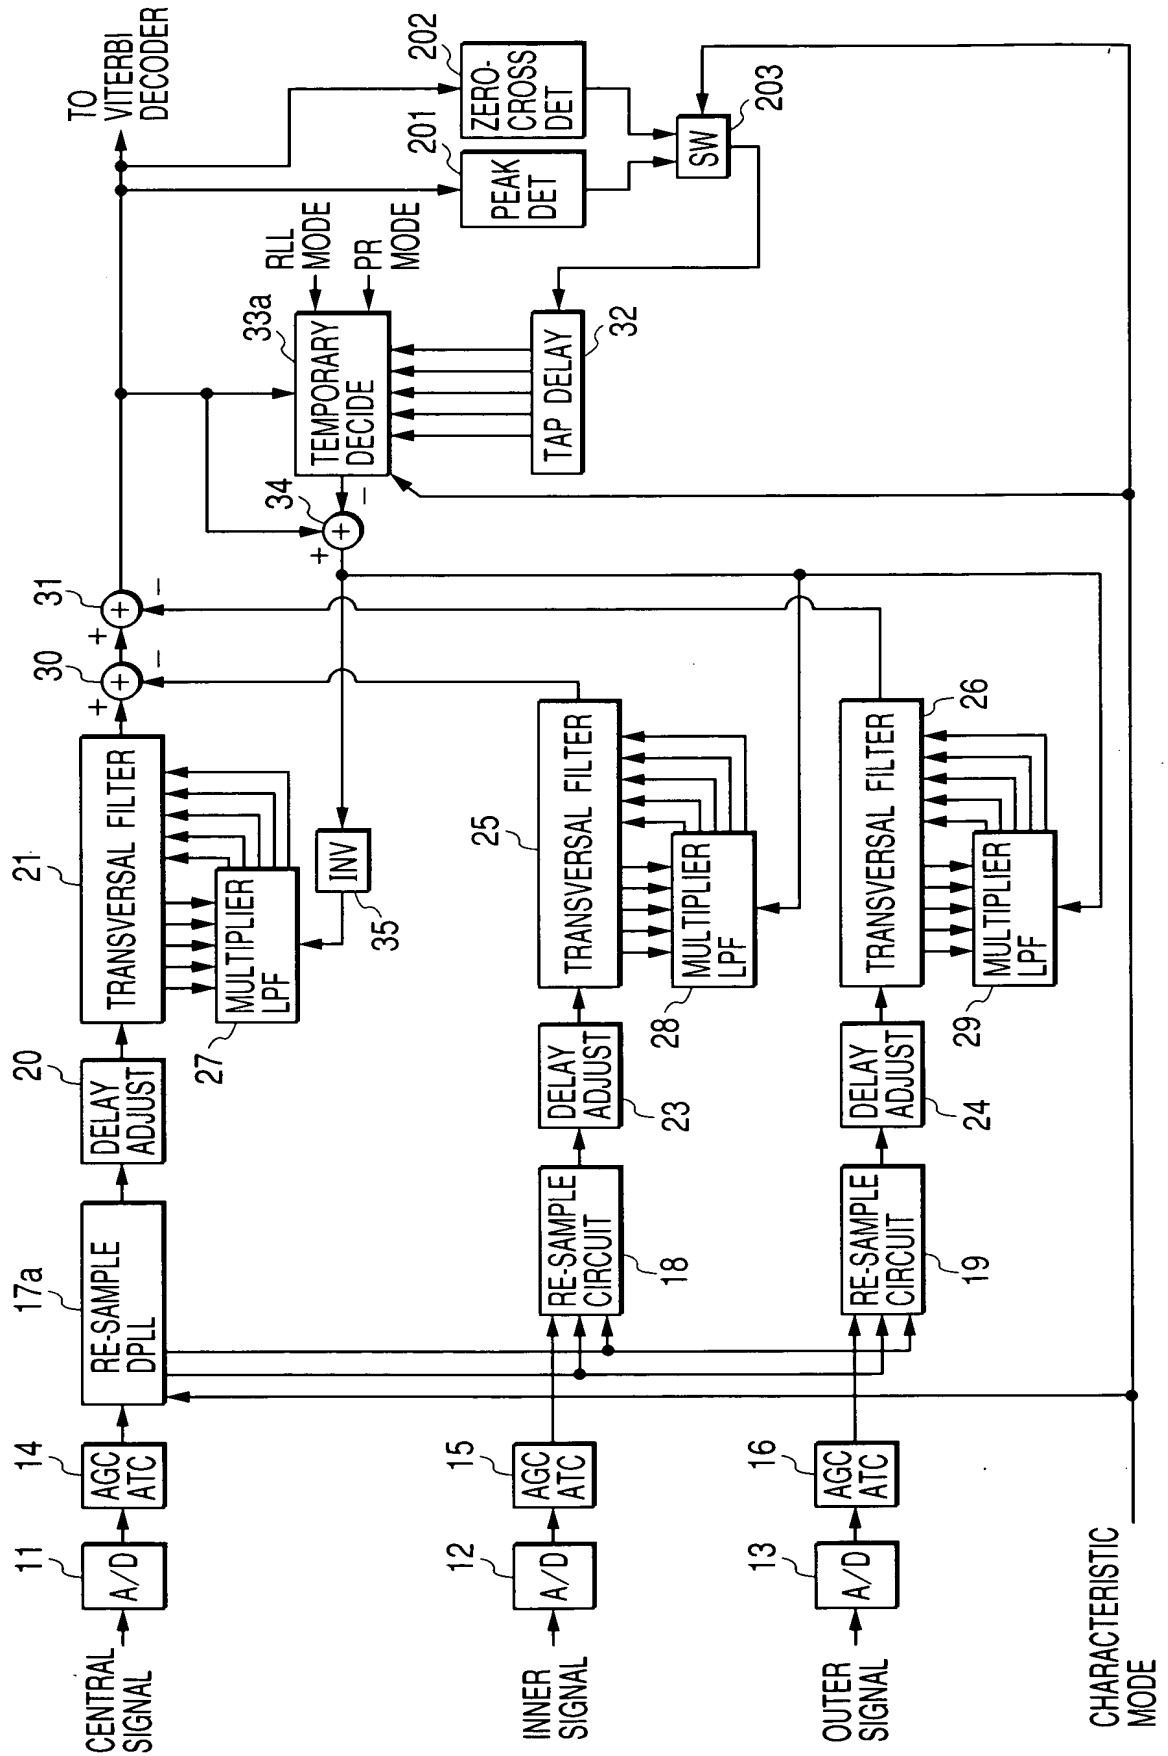 CENTRAL
SIGNAL
11
A/D
14
AGC
ATC
17a
RE-SAMPLE
DPLL
20
DELAY
ADJUST
21
TRANSVERSAL FILTER
27
MULTIPLIER
LPF
30
+
+
−
31
+
+
−
TO
VITERBI
DECODER
35
INV
34
+
+
−
33a
TEMPORARY
DECIDE
RLL
MODE
PR
MODE
32
TAP DELAY
201
PEAK
DET
202
ZERO-
CROSS
DET
SW
203
INNER
SIGNAL
12
A/D
15
AGC
ATC
RE-SAMPLE
CIRCUIT
18
DELAY
ADJUST
23
25
TRANSVERSAL FILTER
28
MULTIPLIER
LPF
OUTER
SIGNAL
13
A/D
16
AGC
ATC
RE-SAMPLE
CIRCUIT
19
DELAY
ADJUST
24
TRANSVERSAL FILTER
26
29
MULTIPLIER
LPF
CHARACTERISTIC
MODE